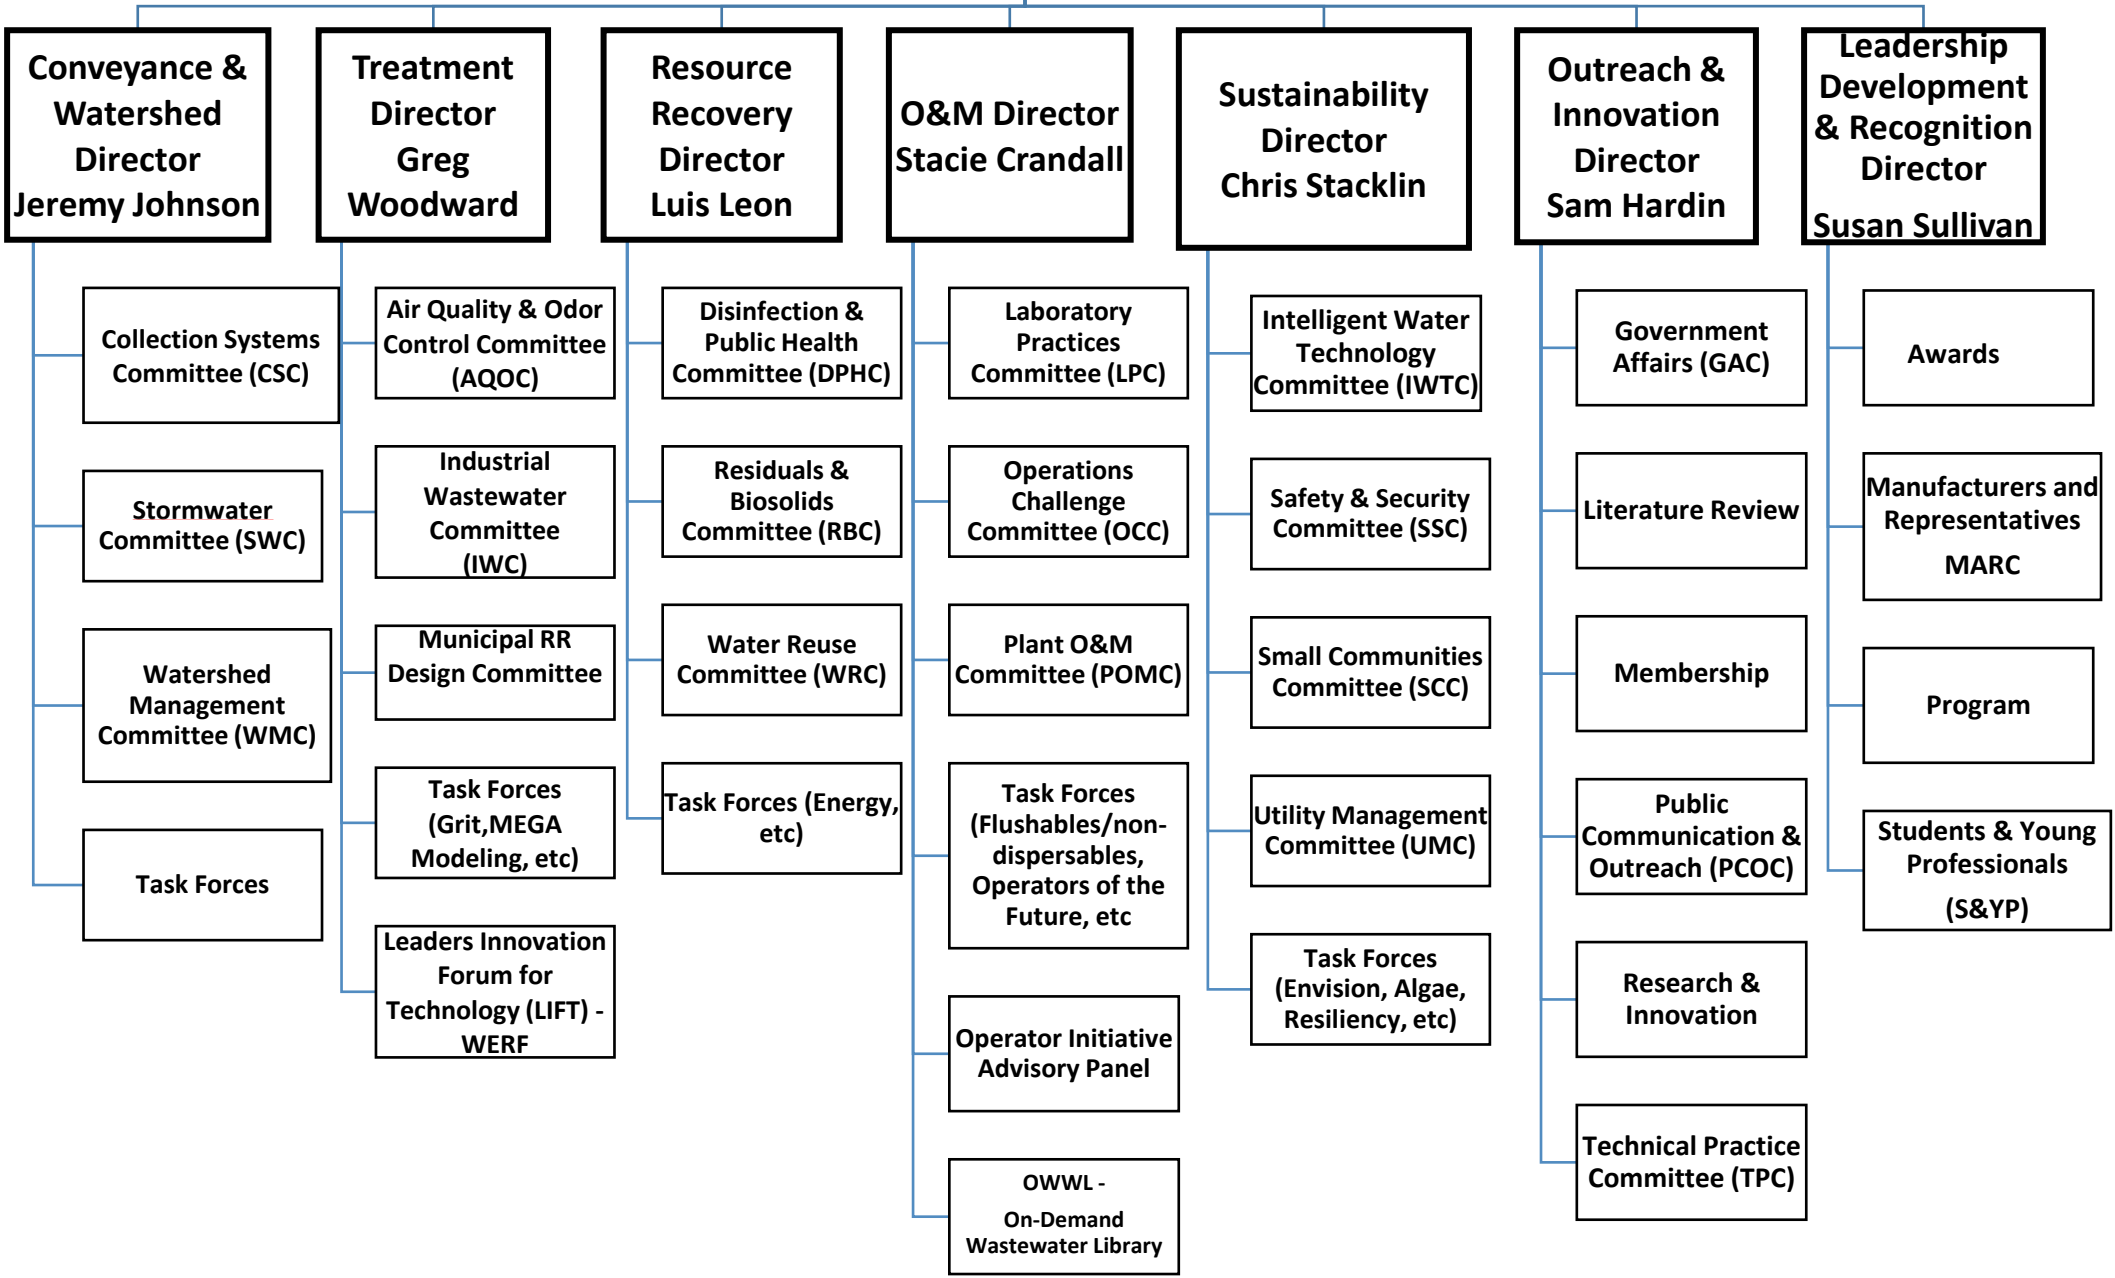 Conveyance &
Watershed
Director
Jeremy Johnson
Collection Systems
Committee (CSC)
Stormwater
Committee (SWC)
Watershed
Management
Committee (WMC)
Task Forces
Treatment
Director
Greg
Woodward
Air Quality & Odor
Control Committee
(AQOC)
Industrial
Wastewater
Committee
(IWC)
Municipal RR
Design Committee
Task Forces
(Grit,MEGA
Modeling, etc)
Leaders Innovation
Forum for
Technology (LIFT) -
WERF
Resource
Recovery
Director
Luis Leon
Disinfection &
Public Health
Committee (DPHC)
Residuals &
Biosolids
Committee (RBC)
Water Reuse
Committee (WRC)
Task Forces (Energy,
etc)
O&M Director
Stacie Crandall
Laboratory
Practices
Committee (LPC)
Operations
Challenge
Committee (OCC)
Plant O&M
Committee (POMC)
Task Forces
(Flushables/non-
dispersables,
Operators of the
Future, etc
Operator Initiative
Advisory Panel
OWWL -
On-Demand
Wastewater Library
Sustainability
Director
Chris Stacklin
Intelligent Water
Technology
Committee (IWTC)
Safety & Security
Committee (SSC)
Small Communities
Committee (SCC)
Utility Management
Committee (UMC)
Task Forces
(Envision, Algae,
Resiliency, etc)
Outreach &
Innovation
Director
Sam Hardin
Government
Affairs (GAC)
Literature Review
Membership
Public
Communication &
Outreach (PCOC)
Research &
Innovation
Technical Practice
Committee (TPC)
Leadership
Development
& Recognition
Director
Susan Sullivan
Awards
Manufacturers and
Representatives
MARC
Program
Students & Young
Professionals
(S&YP)